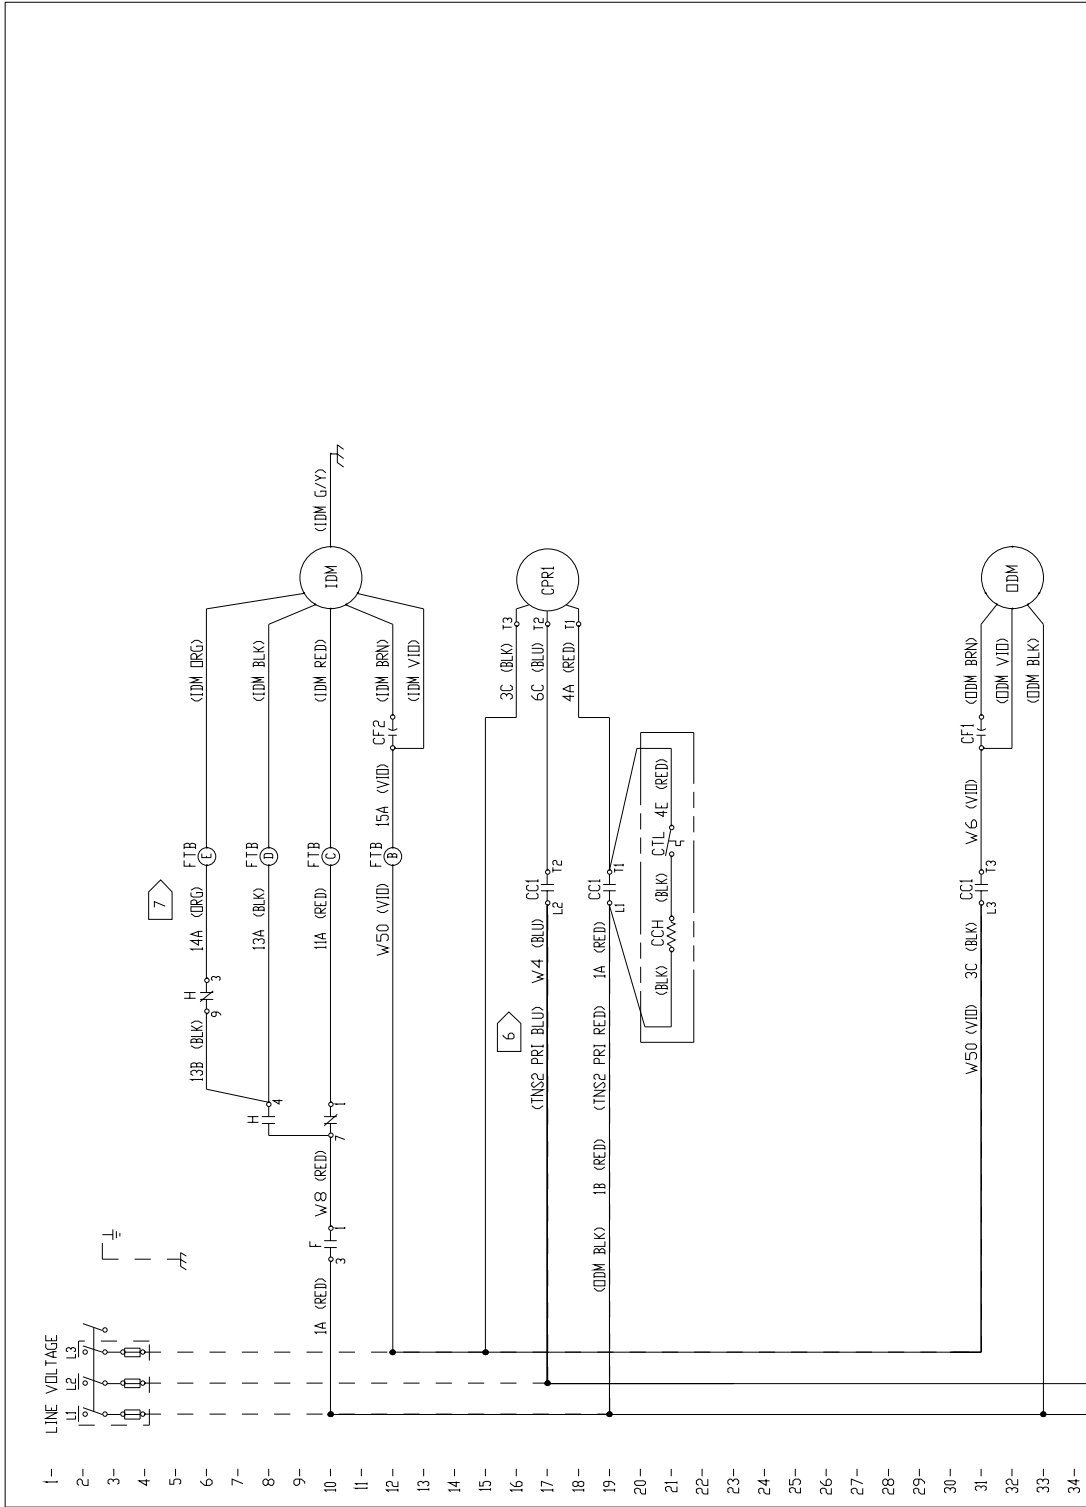 LINE VOLTAGE
L1 L2 L3
1-
2-
3-
4-
5-
6-
7-
8-
9-
10-
11-
12-
13-
14-
15-
16-
17-
18-
19-
20-
21-
22-
23-
24-
25-
26-
27-
28-
29-
30-
31-
32-
33-
34-
7
13B (BLK) 9 H 3 14A (ORG) FTB E (IDM ORG)
H 4 13A (BLK) FTB D (IDM BLK)
1A (RED) 3 F 1 W8 (RED) 7 1 11A (RED) FTB C (IDM RED) IDM (IDM G/Y)
W50 (VIO) FTB B 15A (VIO) CF2 (IDM BRN)
(IDM VIO)
3C (BLK) T3
6
(TNS2 PRI BLU) W4 (BLU) L2 CC1 T2 6C (BLU) T2 CPR1
4A (RED) T1
(ODM BLK) 1B (RED) (TNS2 PRI RED) 1A (RED) L1 CC1 T1
(BLK) CCH (BLK) CTL 4E (RED)
W50 (VIO) 3C (BLK) L3 CC1 T3 W6 (VIO) CF1 (ODM BRN)
(ODM VIO) ODM
(ODM BLK)